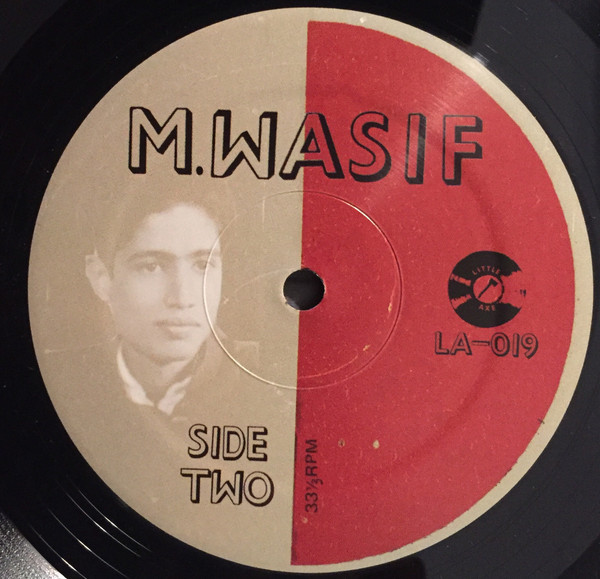 M.WASIF
LITTLE
AXE
LA-019
SIDE
TWO
33⅓RPM